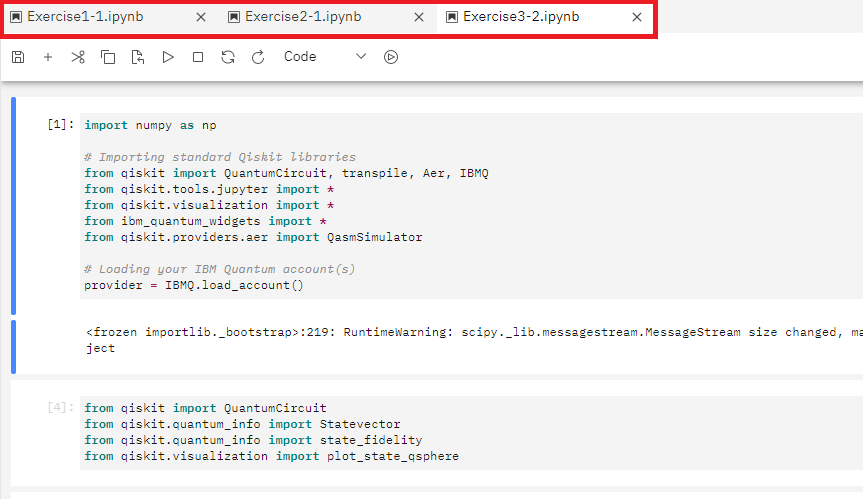 Exercise1-1.ipynb Exercise2-1.ipynb Exercise3-2.ipynb
Code
[1]: import numpy as np
# Importing standard Qiskit libraries
from qiskit import QuantumCircuit, transpile, Aer, IBMQ
from qiskit.tools.jupyter import *
from qiskit.visualization import *
from ibm_quantum_widgets import *
from qiskit.providers.aer import QasmSimulator
# Loading your IBM Quantum account(s)
provider = IBMQ.load_account()
<frozen importlib._bootstrap>:219: RuntimeWarning: scipy._lib.messagestream.MessageStream size changed, ma
ject
[4]: from qiskit import QuantumCircuit
from qiskit.quantum_info import Statevector
from qiskit.quantum_info import state_fidelity
from qiskit.visualization import plot_state_qsphere